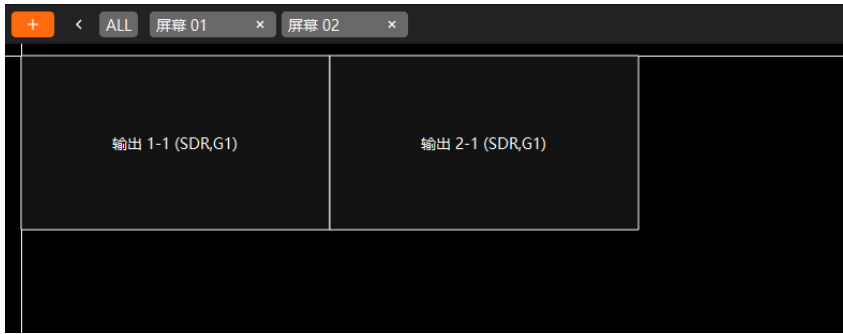 + < ALL 屏幕 01 × 屏幕 02 ×
输出 1-1 (SDR,G1) 输出 2-1 (SDR,G1)